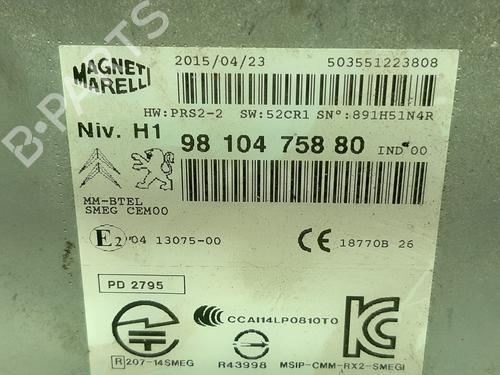 MAGNETI
MARELLI
2015/04/23 503551223808
HW:PRS2-2 SW:52CR1 SN°:891H51N4R
Niv. H1 98 104 758 80 IND 00
MM-BTEL
SMEG CEM00
E2 04 13075-00 CE 18770B 26
PD 2795
CCAI14LP0810T0
R 207-14SMEG R43998 MSIP-CMM-RX2-SMEGI